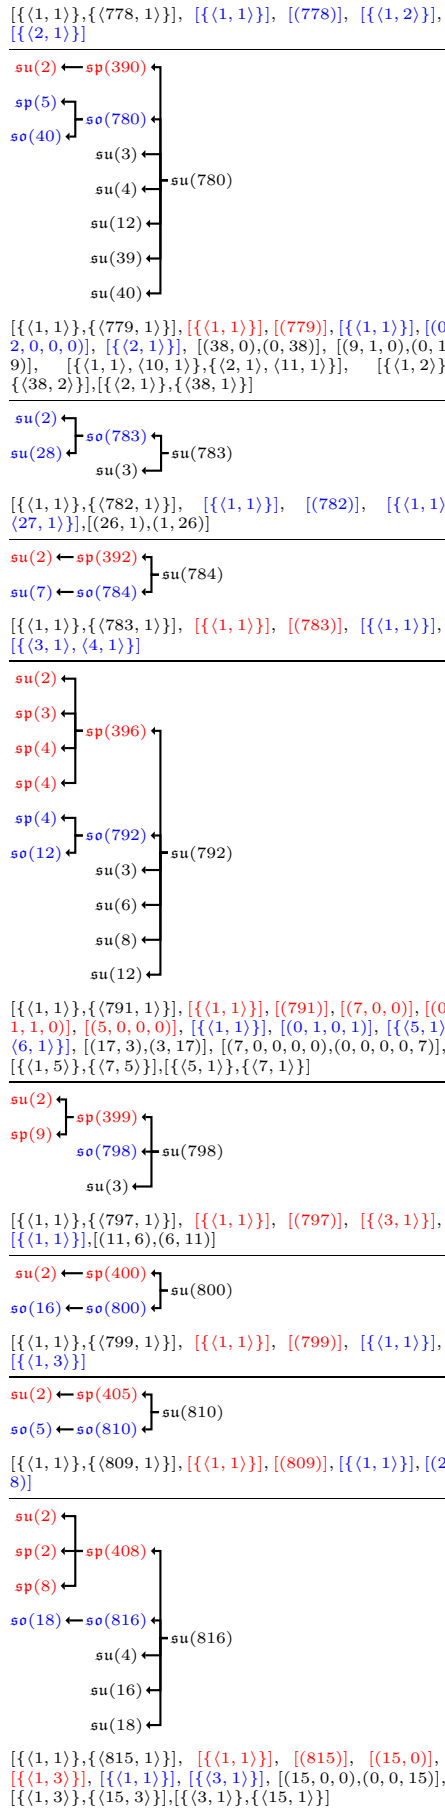 [{⟨1, 1⟩},{⟨778, 1⟩}], [{⟨1, 1⟩}], [(778)], [{⟨1, 2⟩}],
[{⟨2, 1⟩}]
𝔰𝔲(2) 𝔰𝔭(390)
𝔰𝔭(5)
𝔰𝔬(780)
𝔰𝔬(40)
𝔰𝔲(3)
𝔰𝔲(780)
𝔰𝔲(4)
𝔰𝔲(12)
𝔰𝔲(39)
𝔰𝔲(40)
[{⟨1, 1⟩},{⟨779, 1⟩}], [{⟨1, 1⟩}], [(779)], [{⟨1, 1⟩}], [(0
2, 0, 0, 0)], [{⟨2, 1⟩}], [(38, 0),(0, 38)], [(9, 1, 0),(0, 1
9)], [{⟨1, 1⟩, ⟨10, 1⟩},{⟨2, 1⟩, ⟨11, 1⟩}], [{⟨1, 2⟩}
{⟨38, 2⟩}],[{⟨2, 1⟩},{⟨38, 1⟩}]
𝔰𝔲(2)
𝔰𝔬(783)
𝔰𝔲(28)
𝔰𝔲(783)
𝔰𝔲(3)
[{⟨1, 1⟩},{⟨782, 1⟩}], [{⟨1, 1⟩}], [(782)], [{⟨1, 1⟩
⟨27, 1⟩}],[(26, 1),(1, 26)]
𝔰𝔲(2) 𝔰𝔭(392)
𝔰𝔲(784)
𝔰𝔲(7) 𝔰𝔬(784)
[{⟨1, 1⟩},{⟨783, 1⟩}], [{⟨1, 1⟩}], [(783)], [{⟨1, 1⟩}],
[{⟨3, 1⟩, ⟨4, 1⟩}]
𝔰𝔲(2)
𝔰𝔭(3)
𝔰𝔭(396)
𝔰𝔭(4)
𝔰𝔭(4)
𝔰𝔭(4)
𝔰𝔬(792)
𝔰𝔬(12)
𝔰𝔲(792)
𝔰𝔲(3)
𝔰𝔲(6)
𝔰𝔲(8)
𝔰𝔲(12)
[{⟨1, 1⟩},{⟨791, 1⟩}], [{⟨1, 1⟩}], [(791)], [(7, 0, 0)], [(0
1, 1, 0)], [(5, 0, 0, 0)], [{⟨1, 1⟩}], [(0, 1, 0, 1)], [{⟨5, 1⟩
⟨6, 1⟩}], [(17, 3),(3, 17)], [(7, 0, 0, 0, 0),(0, 0, 0, 0, 7)],
[{⟨1, 5⟩},{⟨7, 5⟩}],[{⟨5, 1⟩},{⟨7, 1⟩}]
𝔰𝔲(2)
𝔰𝔭(399)
𝔰𝔭(9)
𝔰𝔬(798) 𝔰𝔲(798)
𝔰𝔲(3)
[{⟨1, 1⟩},{⟨797, 1⟩}], [{⟨1, 1⟩}], [(797)], [{⟨3, 1⟩}],
[{⟨1, 1⟩}],[(11, 6),(6, 11)]
𝔰𝔲(2) 𝔰𝔭(400)
𝔰𝔲(800)
𝔰𝔬(16) 𝔰𝔬(800)
[{⟨1, 1⟩},{⟨799, 1⟩}], [{⟨1, 1⟩}], [(799)], [{⟨1, 1⟩}],
[{⟨1, 3⟩}]
𝔰𝔲(2) 𝔰𝔭(405)
𝔰𝔲(810)
𝔰𝔬(5) 𝔰𝔬(810)
[{⟨1, 1⟩},{⟨809, 1⟩}], [{⟨1, 1⟩}], [(809)], [{⟨1, 1⟩}], [(2
8)]
𝔰𝔲(2)
𝔰𝔭(2) 𝔰𝔭(408)
𝔰𝔭(8)
𝔰𝔬(18) 𝔰𝔬(816)
𝔰𝔲(816)
𝔰𝔲(4)
𝔰𝔲(16)
𝔰𝔲(18)
[{⟨1, 1⟩},{⟨815, 1⟩}], [{⟨1, 1⟩}], [(815)], [(15, 0)],
[{⟨1, 3⟩}], [{⟨1, 1⟩}], [{⟨3, 1⟩}], [(15, 0, 0),(0, 0, 15)],
[{⟨1, 3⟩},{⟨15, 3⟩}],[{⟨3, 1⟩},{⟨15, 1⟩}]